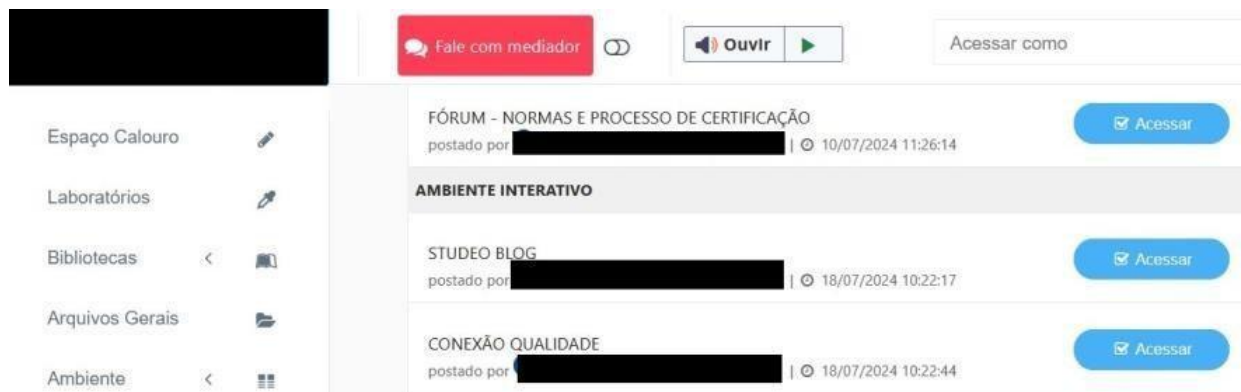 Fale com mediador
Ouvir
Acessar como
Espaço Calouro
Laboratórios
Bibliotecas
Arquivos Gerais
Ambiente
FÓRUM - NORMAS E PROCESSO DE CERTIFICAÇÃO
Acessar
postado por | 10/07/2024 11:26:14
AMBIENTE INTERATIVO
STUDEO BLOG
Acessar
postado por | 18/07/2024 10:22:17
CONEXÃO QUALIDADE
Acessar
postado por | 18/07/2024 10:22:44